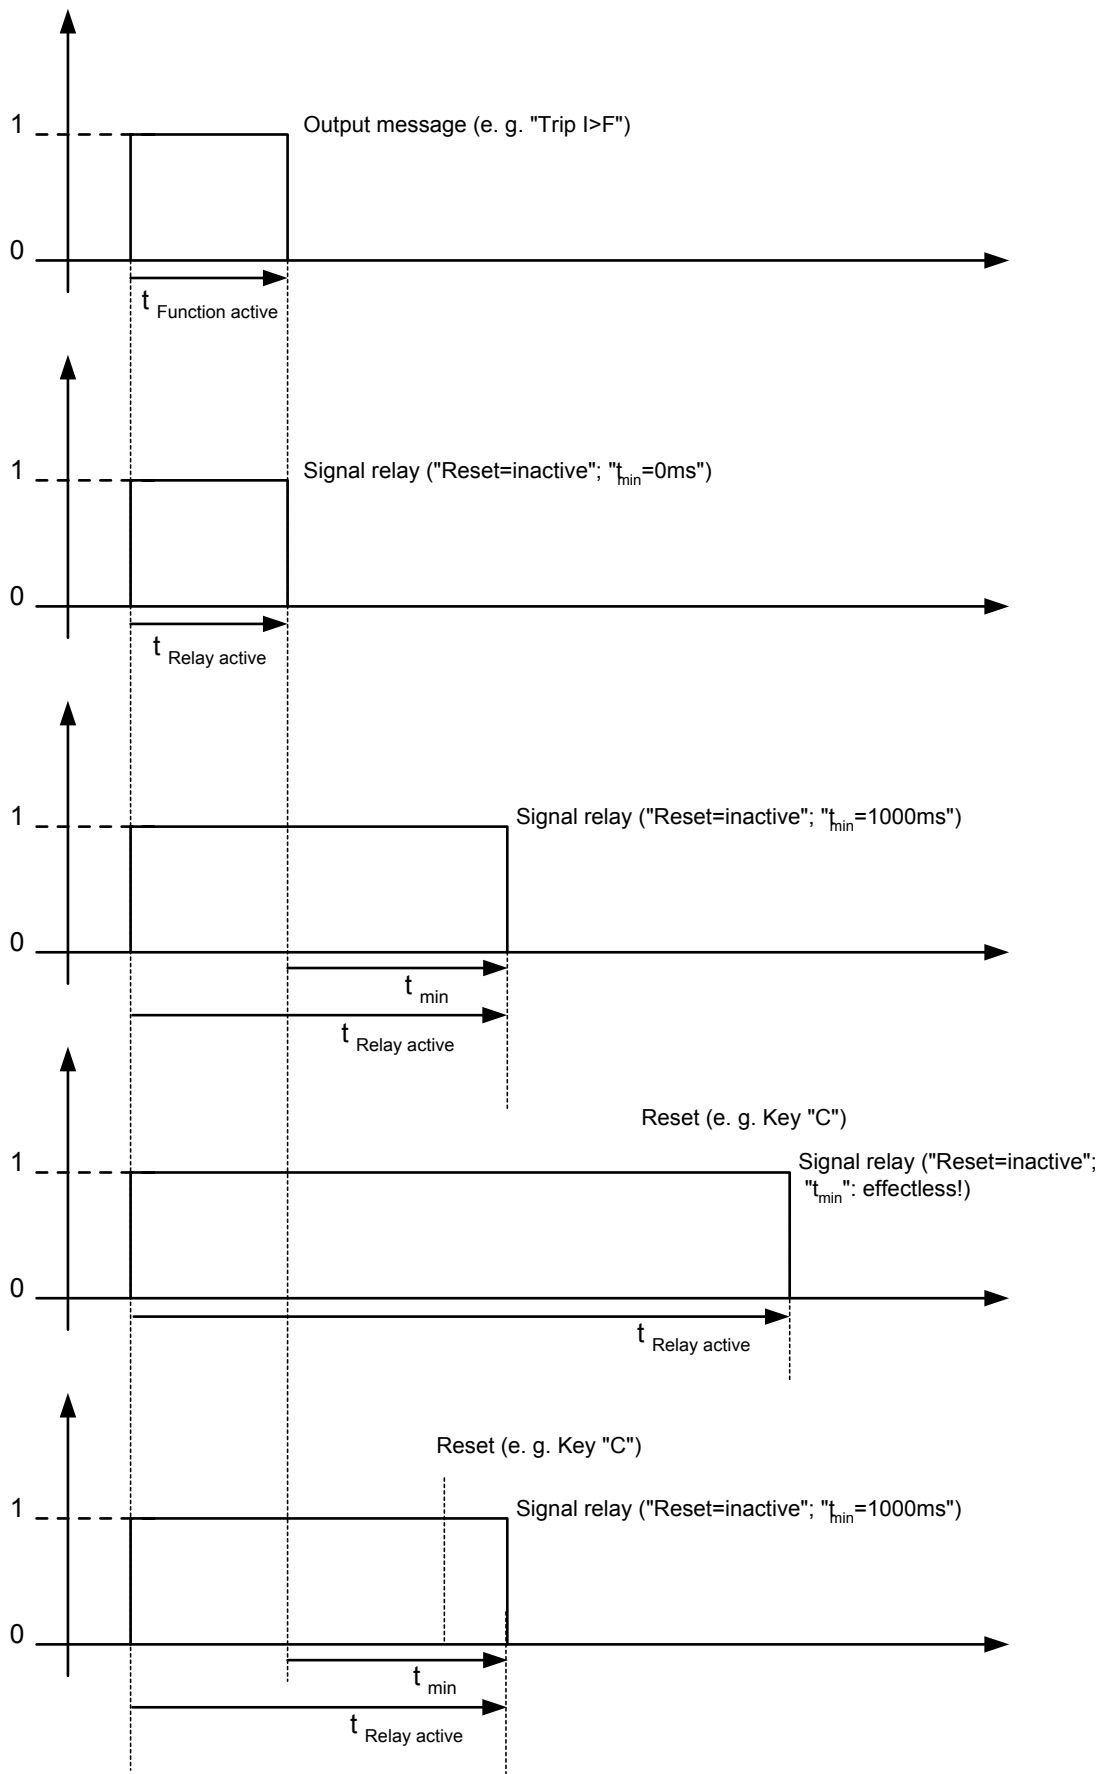 1
Output message (e. g. "Trip I>F")
0
t Function active
1
Signal relay ("Reset=inactive"; "tmin=0ms")
0
t Relay active
1
Signal relay ("Reset=inactive"; "tmin=1000ms")
0
t min
t Relay active
Reset (e. g. Key "C")
1
Signal relay ("Reset=inactive";
"tmin": effectless!)
0
t Relay active
Reset (e. g. Key "C")
1
Signal relay ("Reset=inactive"; "tmin=1000ms")
0
t min
t Relay active